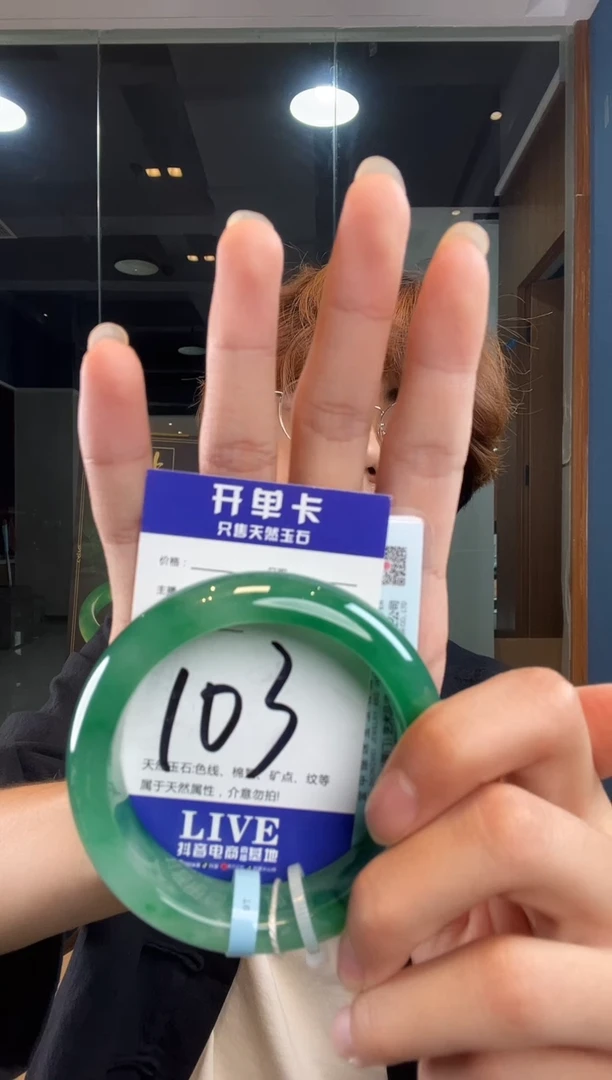 开单卡
只售天然玉石
价格：
主播
103
天然玉石:色线、棉絮、矿点、纹等
属于天然属性，介意勿拍!
LIVE
抖音电商 基地